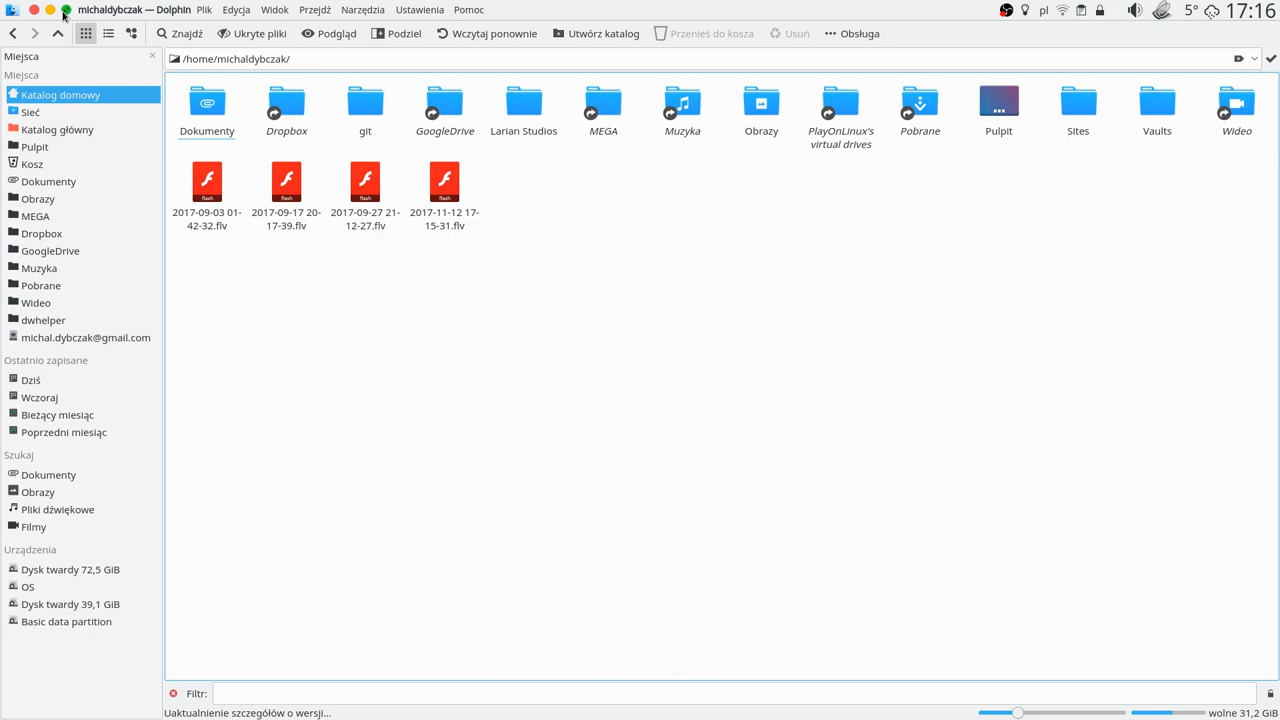 michaldybczak — Dolphin Plik Edycja Widok Przejdź Narzędzia Ustawienia Pomoc pl 5° 17:16
Znajdź Ukryte pliki Podgląd Podziel Wczytaj ponownie Utwórz katalog Przenieś do kosza Usuń Obsługa
Miejsca
/home/michaldybczak/
Miejsca
Katalog domowy
Sieć
Katalog główny
Pulpit
Kosz
Dokumenty
Obrazy
MEGA
Dropbox
GoogleDrive
Muzyka
Pobrane
Wideo
dwhelper
michal.dybczak@gmail.com
Ostatnio zapisane
Dziś
Wczoraj
Bieżący miesiąc
Poprzedni miesiąc
Szukaj
Dokumenty
Obrazy
Pliki dźwiękowe
Filmy
Urządzenia
Dysk twardy 72,5 GiB
OS
Dysk twardy 39,1 GiB
Basic data partition
Dokumenty Dropbox git GoogleDrive Larian Studios MEGA Muzyka Obrazy PlayOnLinux's Pobrane Pulpit Sites Vaults Wideo
virtual drives
flash flash flash flash
2017-09-03 01- 2017-09-17 20- 2017-09-27 21- 2017-11-12 17-
42-32.flv 17-39.flv 12-27.flv 15-31.flv
Filtr:
Uaktualnienie szczegółów o wersji... wolne 31,2 GiB